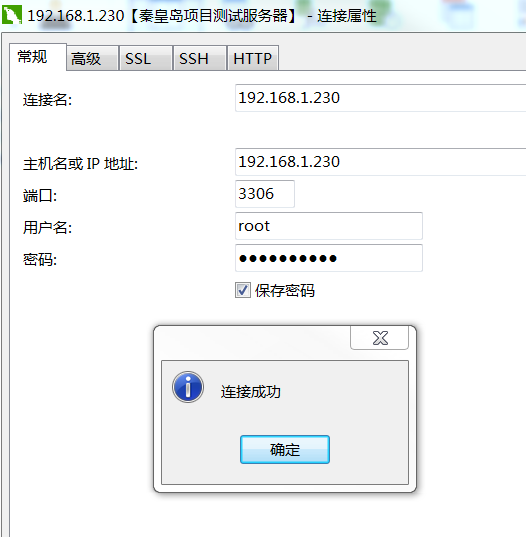 192.168.1.230【秦皇岛项目测试服务器】 - 连接属性
常规 高级 SSL SSH HTTP
连接名: 192.168.1.230
主机名或 IP 地址: 192.168.1.230
端口: 3306
用户名: root
密码: ●●●●●●●●●●
保存密码
连接成功
确定